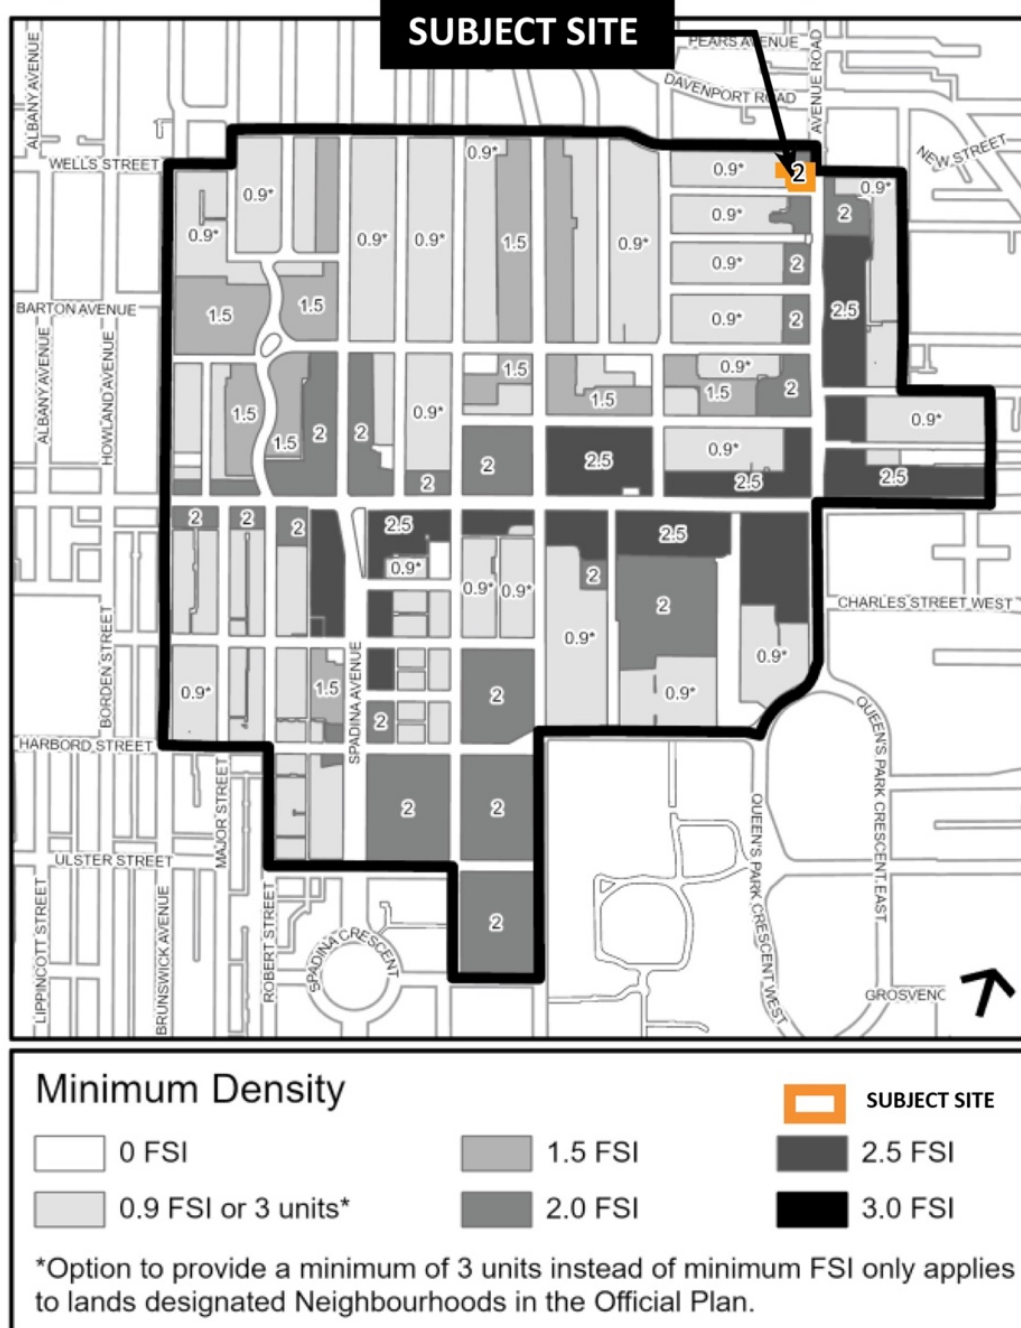 SUBJECT SITE
PEARS AVENUE
DAVENPORT ROAD
AVENUE ROAD
NEW STREET
ALBANY AVENUE
WELLS STREET
0.9*
0.9*
2
0.9*
0.9*
0.9*
2
0.9*
0.9*
0.9*
1.5
0.9*
0.9*
2
BARTON AVENUE
1.5
1.5
0.9*
2
2.5
ALBANY AVENUE
HOWLAND AVENUE
1.5
0.9*
1.5
1.5
2
1.5
1.5
2
2
0.9*
0.9*
2
2
2.5
0.9*
2.5
2.5
2
2
2
2.5
2.5
0.9*
0.9*
0.9*
2
2
CHARLES STREET WEST
BORDEN STREET
0.9*
0.9*
0.9*
1.5
SPADINA AVENUE
2
0.9*
2
HARBORD STREET
QUEEN'S PARK CRESCENT EAST
QUEEN'S PARK CRESCENT WEST
MAJOR STREET
2
2
ULSTER STREET
LIPPINCOTT STREET
BRUNSWICK AVENUE
ROBERT STREET
SPADINA CRESCENT
2
GROSVENC
Minimum Density
SUBJECT SITE
0 FSI
1.5 FSI
2.5 FSI
0.9 FSI or 3 units*
2.0 FSI
3.0 FSI
*Option to provide a minimum of 3 units instead of minimum FSI only applies
to lands designated Neighbourhoods in the Official Plan.